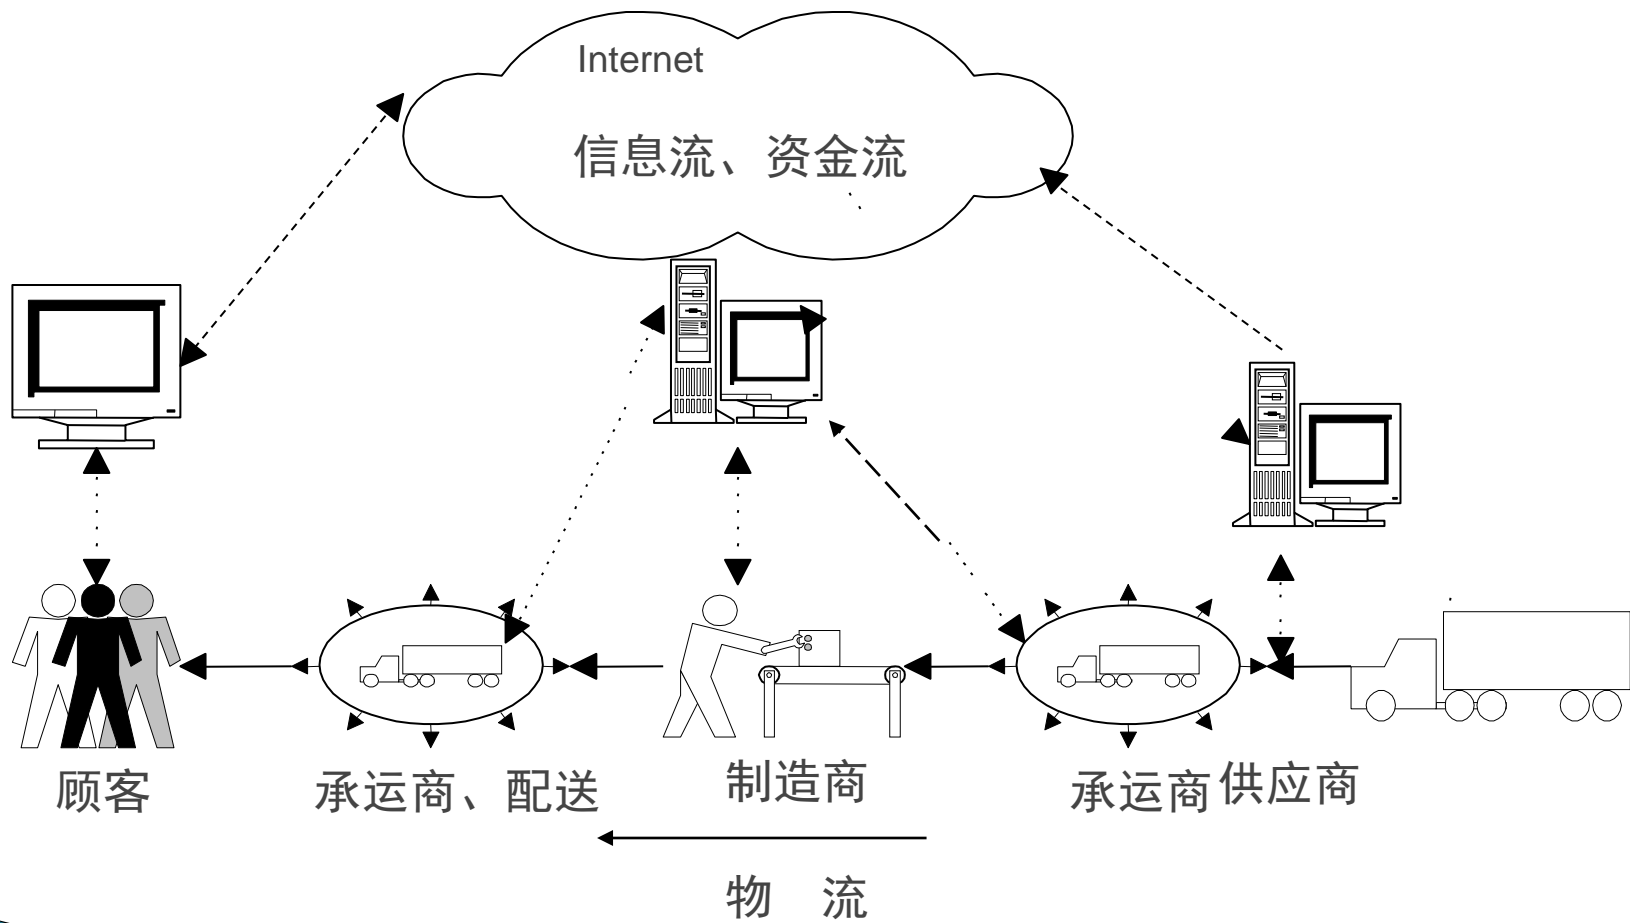 Internet
信息流、资金流
顾客
承运商、配送
制造商
承运商
供应商
物 流